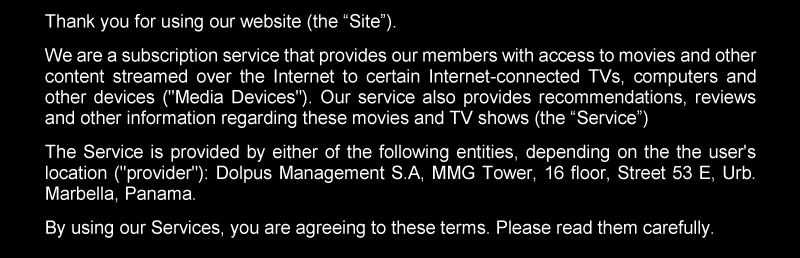 Thank you for using our website (the “Site”).
We are a subscription service that provides our members with access to movies and other
content streamed over the Internet to certain Internet-connected TVs, computers and
other devices ("Media Devices"). Our service also provides recommendations, reviews
and other information regarding these movies and TV shows (the “Service”)
The Service is provided by either of the following entities, depending on the the user's
location ("provider"): Dolpus Management S.A, MMG Tower, 16 floor, Street 53 E, Urb.
Marbella, Panama.
By using our Services, you are agreeing to these terms. Please read them carefully.